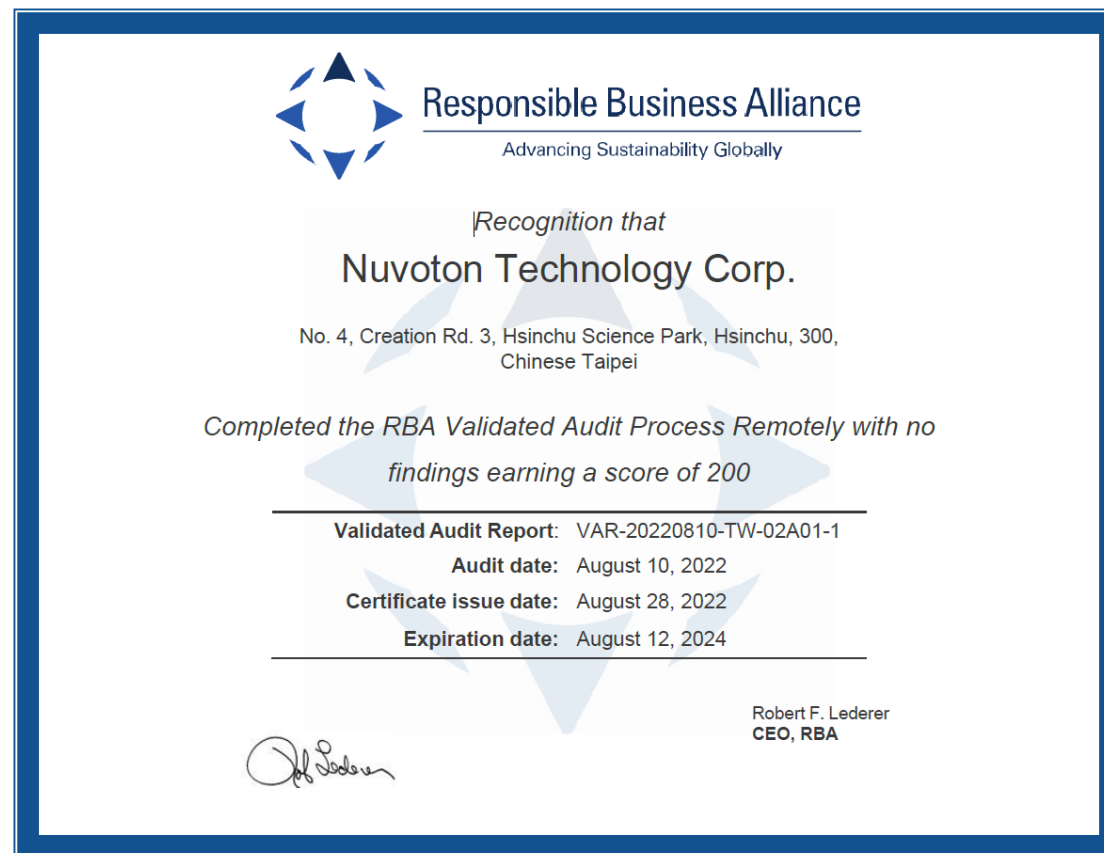 Responsible Business Alliance
Advancing Sustainability Globally
Recognition that
Nuvoton Technology Corp.
No. 4, Creation Rd. 3, Hsinchu Science Park, Hsinchu, 300,
Chinese Taipei
Completed the RBA Validated Audit Process Remotely with no
findings earning a score of 200
Validated Audit Report: VAR-20220810-TW-02A01-1
Audit date: August 10, 2022
Certificate issue date: August 28, 2022
Expiration date: August 12, 2024
Robert F. Lederer
CEO, RBA
Rob Lederer